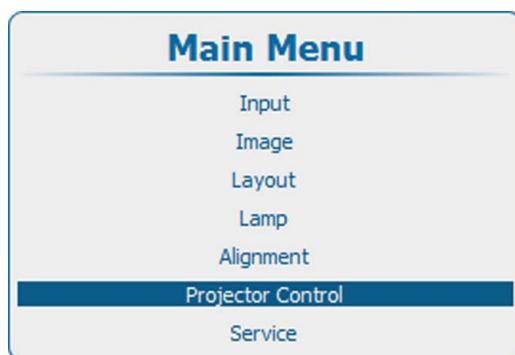 Main Menu
Input
Image
Layout
Lamp
Alignment
Projector Control
Service